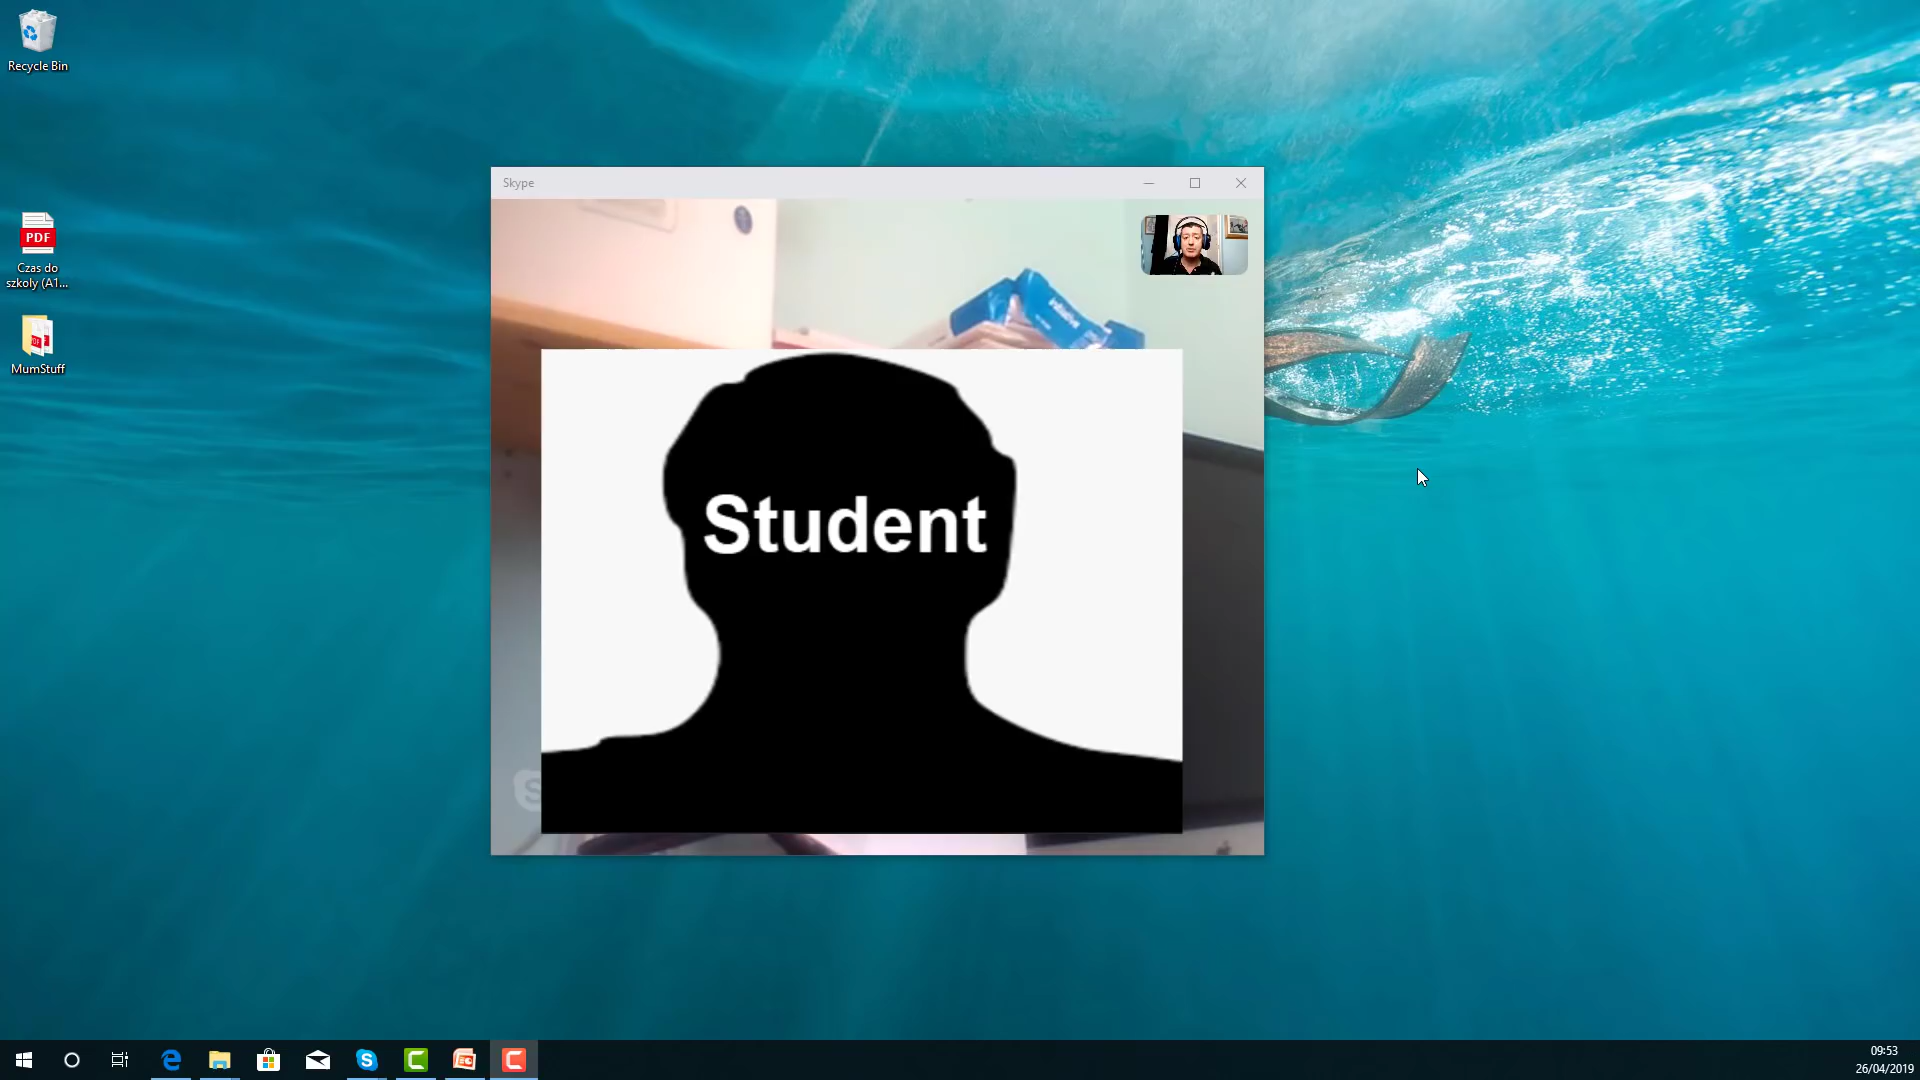 Recycle Bin
Skype
PDF
Czas do
szkoly (A1...
MumStuff
Student
09:53
26/04/2019